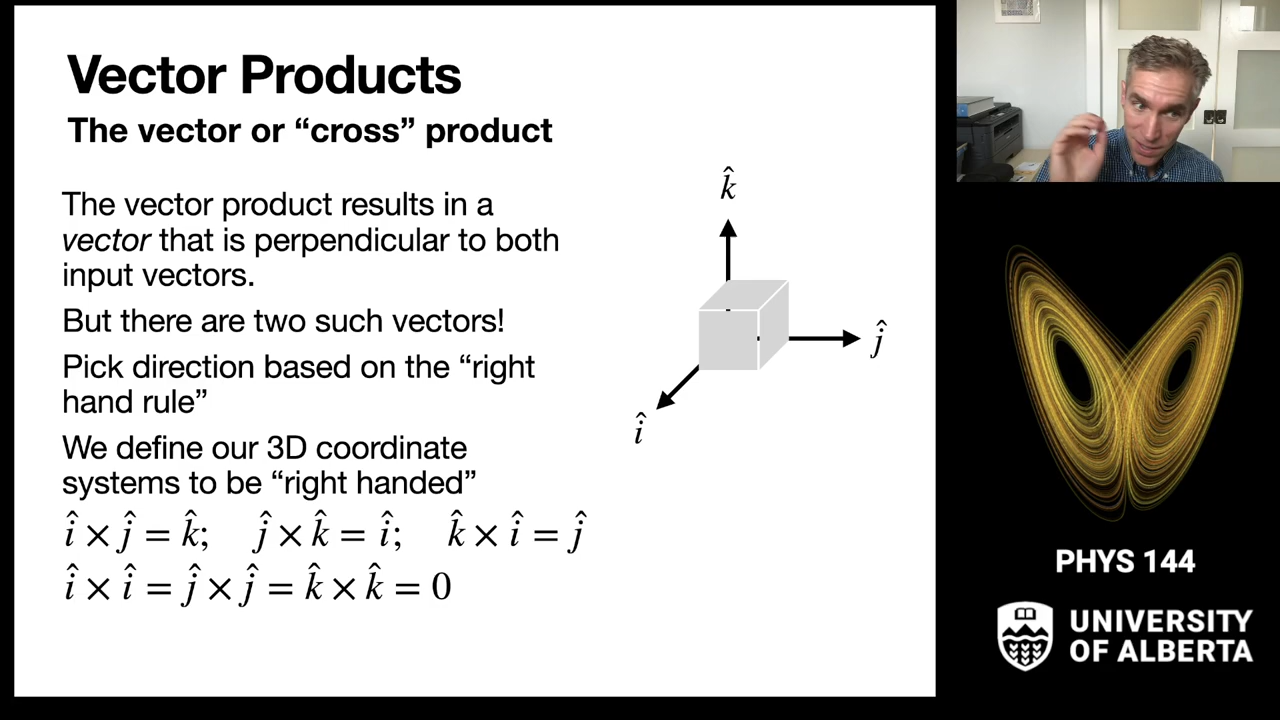 Vector Products
The vector or “cross” product
The vector product results in a
vector that is perpendicular to both
input vectors.
But there are two such vectors!
Pick direction based on the “right
hand rule”
We define our 3D coordinate
systems to be “right handed”
î × ĵ = k̂; ĵ × k̂ = î; k̂ × î = ĵ
î × î = ĵ × ĵ = k̂ × k̂ = 0
k̂
ĵ
î
PHYS 144
UNIVERSITY
OF ALBERTA